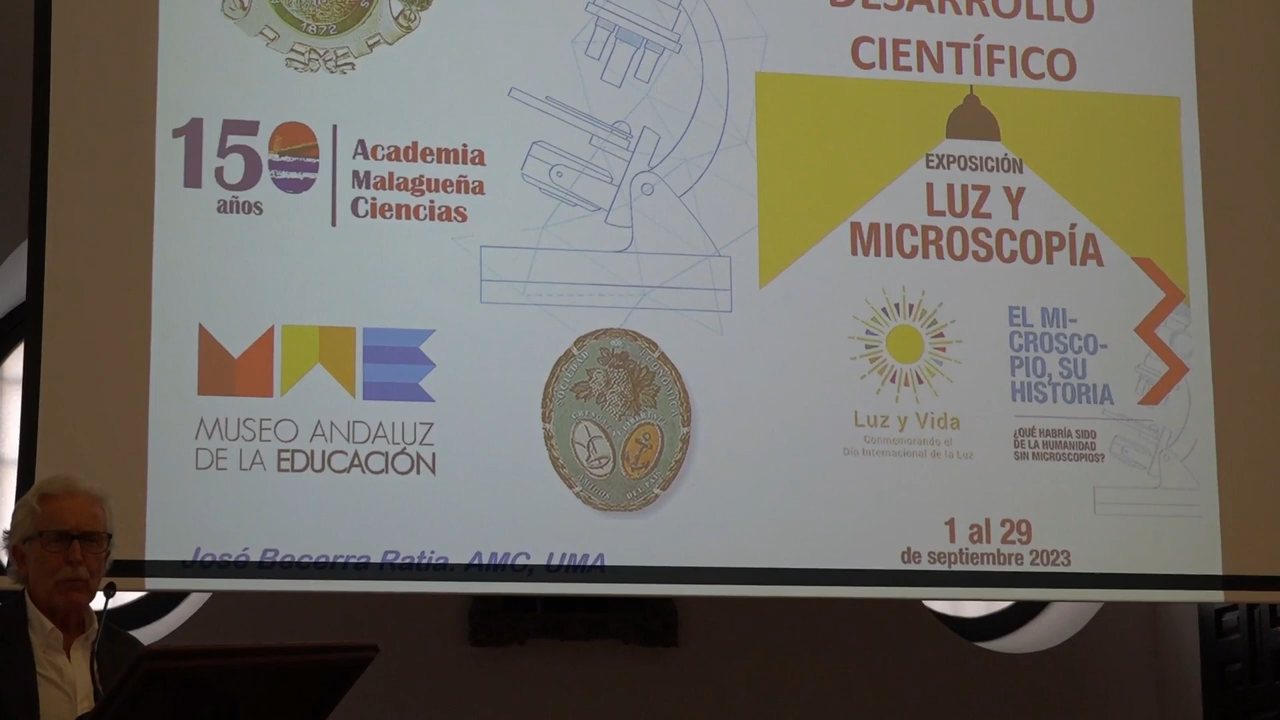 1872
DESARROLLO
CIENTÍFICO
150
años
Academia
Malagueña
Ciencias
EXPOSICIÓN
LUZ Y
MICROSCOPÍA
MUSEO ANDALUZ
DE LA EDUCACIÓN
Luz y Vida
Conmemorando el
Día Internacional de la Luz
EL MI-
CROSCO-
PIO, SU
HISTORIA
¿QUÉ HABRÍA SIDO
DE LA HUMANIDAD
SIN MICROSCOPIOS?
1 al 29
de septiembre 2023
José Becerra Ratia. AMC, UMA